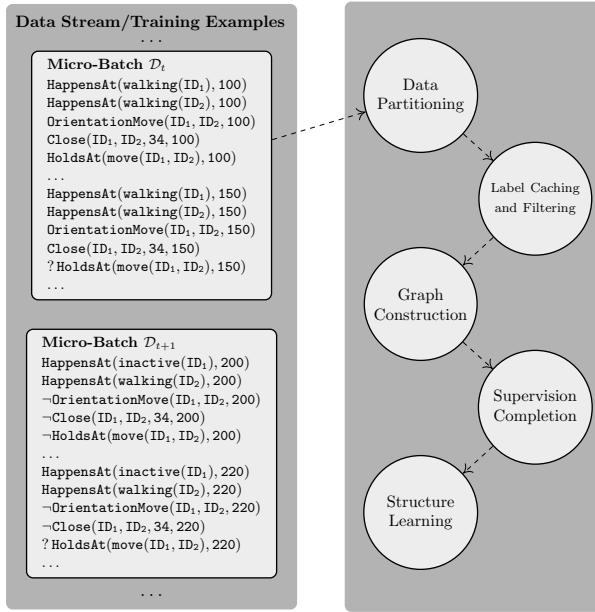 Data Stream/Training Examples
...
Micro-Batch 𝒟ₜ
HappensAt(walking(ID₁), 100)
HappensAt(walking(ID₂), 100)
OrientationMove(ID₁, ID₂, 100)
Close(ID₁, ID₂, 34, 100)
HoldsAt(move(ID₁, ID₂), 100)
...
HappensAt(walking(ID₁), 150)
HappensAt(walking(ID₂), 150)
OrientationMove(ID₁, ID₂, 150)
Close(ID₁, ID₂, 34, 150)
? HoldsAt(move(ID₁, ID₂), 150)
...
Micro-Batch 𝒟ₜ₊₁
HappensAt(inactive(ID₁), 200)
HappensAt(walking(ID₂), 200)
¬OrientationMove(ID₁, ID₂, 200)
¬Close(ID₁, ID₂, 34, 200)
¬HoldsAt(move(ID₁, ID₂), 200)
...
HappensAt(inactive(ID₁), 220)
HappensAt(walking(ID₂), 220)
¬OrientationMove(ID₁, ID₂, 220)
¬Close(ID₁, ID₂, 34, 220)
? HoldsAt(move(ID₁, ID₂), 220)
...
...
Data
Partitioning
Label Caching
and Filtering
Graph
Construction
Supervision
Completion
Structure
Learning